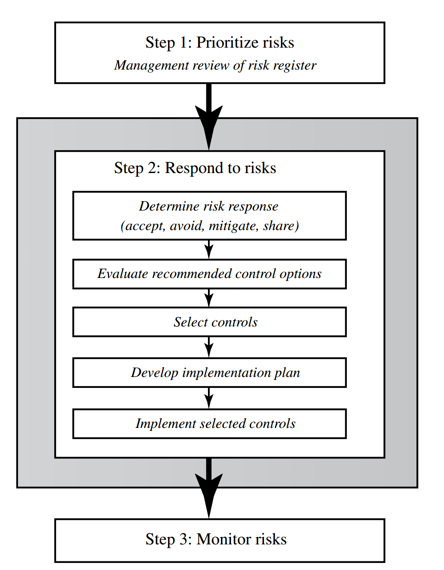 Step 1: Prioritize risks
Management review of risk register
Step 2: Respond to risks
Determine risk response
(accept, avoid, mitigate, share)
Evaluate recommended control options
Select controls
Develop implementation plan
Implement selected controls
Step 3: Monitor risks